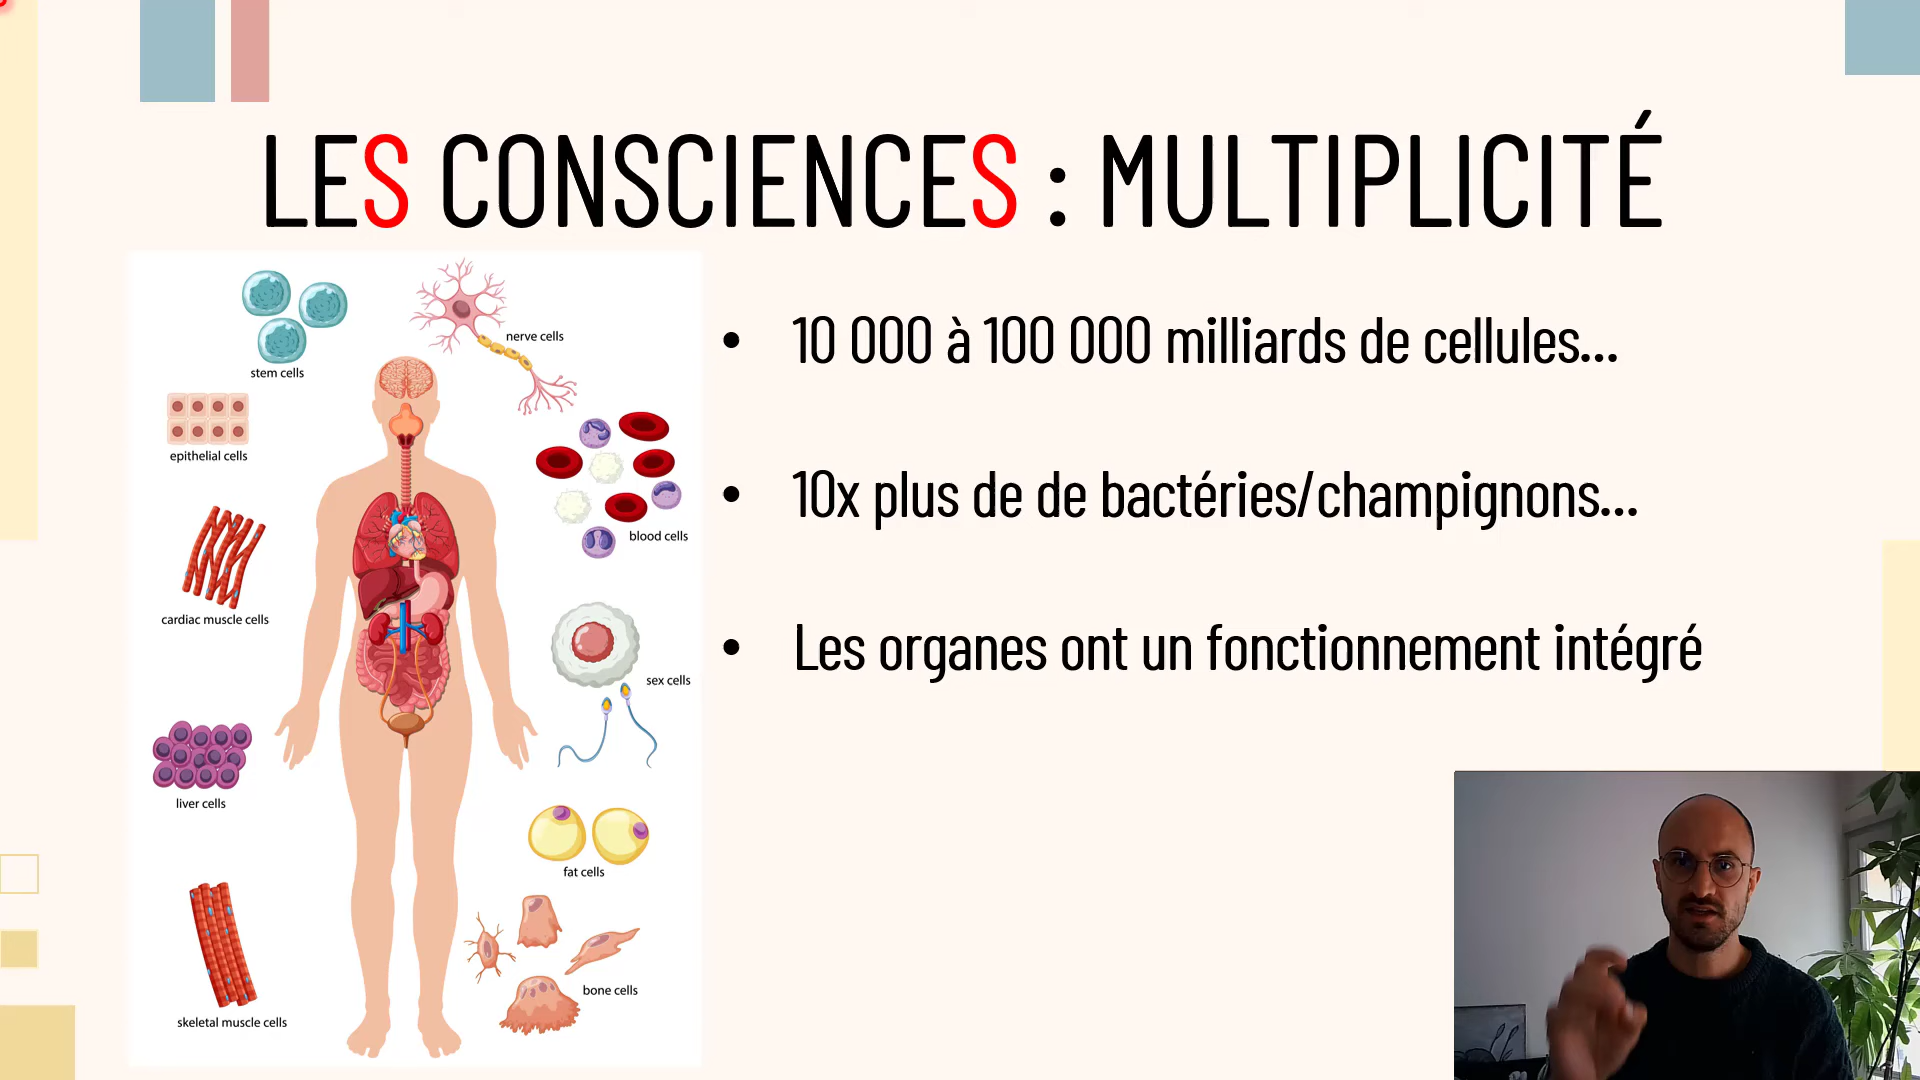 LES CONSCIENCES : MULTIPLICITÉ
stem cells
nerve cells
epithelial cells
blood cells
cardiac muscle cells
sex cells
liver cells
fat cells
bone cells
skeletal muscle cells
• 10 000 à 100 000 milliards de cellules...
• 10x plus de de bactéries/champignons...
• Les organes ont un fonctionnement intégré